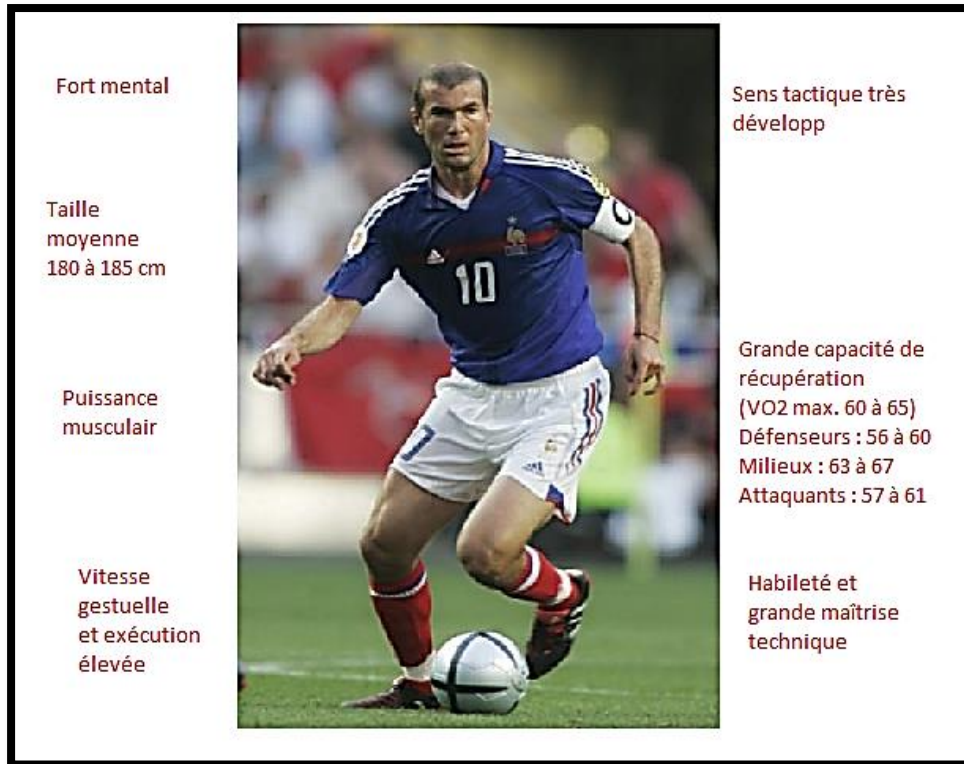 Fort mental
Taille
moyenne
180 à 185 cm
Puissance
musculair
Vitesse
gestuelle
et exécution
élevée
10
7
adidas
Sens tactique très
développ
Grande capacité de
récupération
(VO2 max. 60 à 65)
Défenseurs : 56 à 60
Milieux : 63 à 67
Attaquants : 57 à 61
Habileté et
grande maîtrise
technique